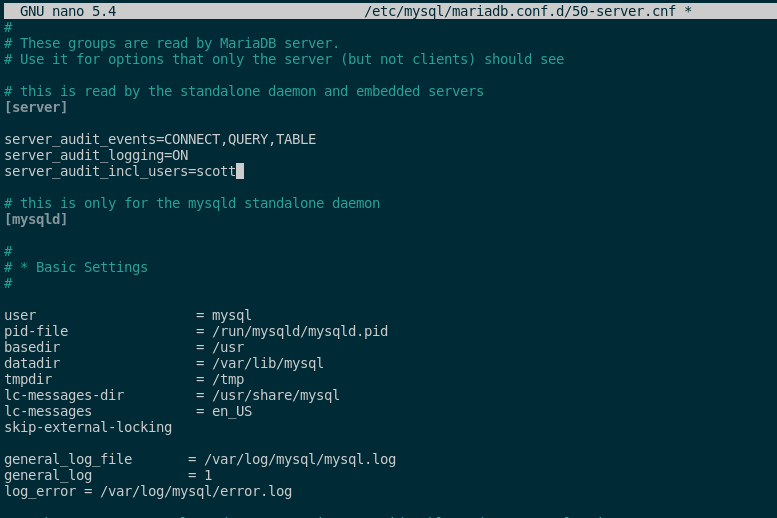 GNU nano 5.4 /etc/mysql/mariadb.conf.d/50-server.cnf *
#
# These groups are read by MariaDB server.
# Use it for options that only the server (but not clients) should see
# this is read by the standalone daemon and embedded servers
[server]
server_audit_events=CONNECT,QUERY,TABLE
server_audit_logging=ON
server_audit_incl_users=scott
# this is only for the mysqld standalone daemon
[mysqld]
#
# * Basic Settings
#
user = mysql
pid-file = /run/mysqld/mysqld.pid
basedir = /usr
datadir = /var/lib/mysql
tmpdir = /tmp
lc-messages-dir = /usr/share/mysql
lc-messages = en_US
skip-external-locking
general_log_file = /var/log/mysql/mysql.log
general_log = 1
log_error = /var/log/mysql/error.log